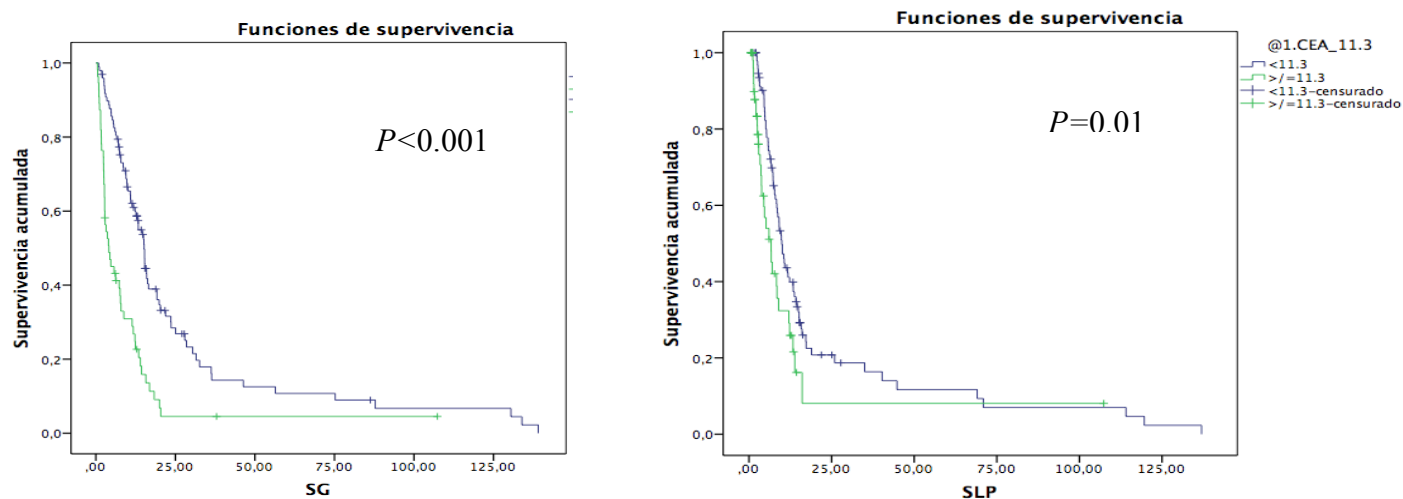 Funciones de supervivencia
Supervivencia acumulada
1,0
0,8
0,6
0,4
0,2
0,0
P<0.001
,00 25,00 75,00 100,00 125,00
SG
Funciones de supervivencia
Supervivencia acumulada
1,0
0,8
0,6
0,4
0,2
0,0
P=0.01
,00 25,00 50,00 75,00 100,00 125,00
SLP
@1.CEA_11.3
<11.3
>/=11.3
<11.3-censurado
>/=11.3-censurado